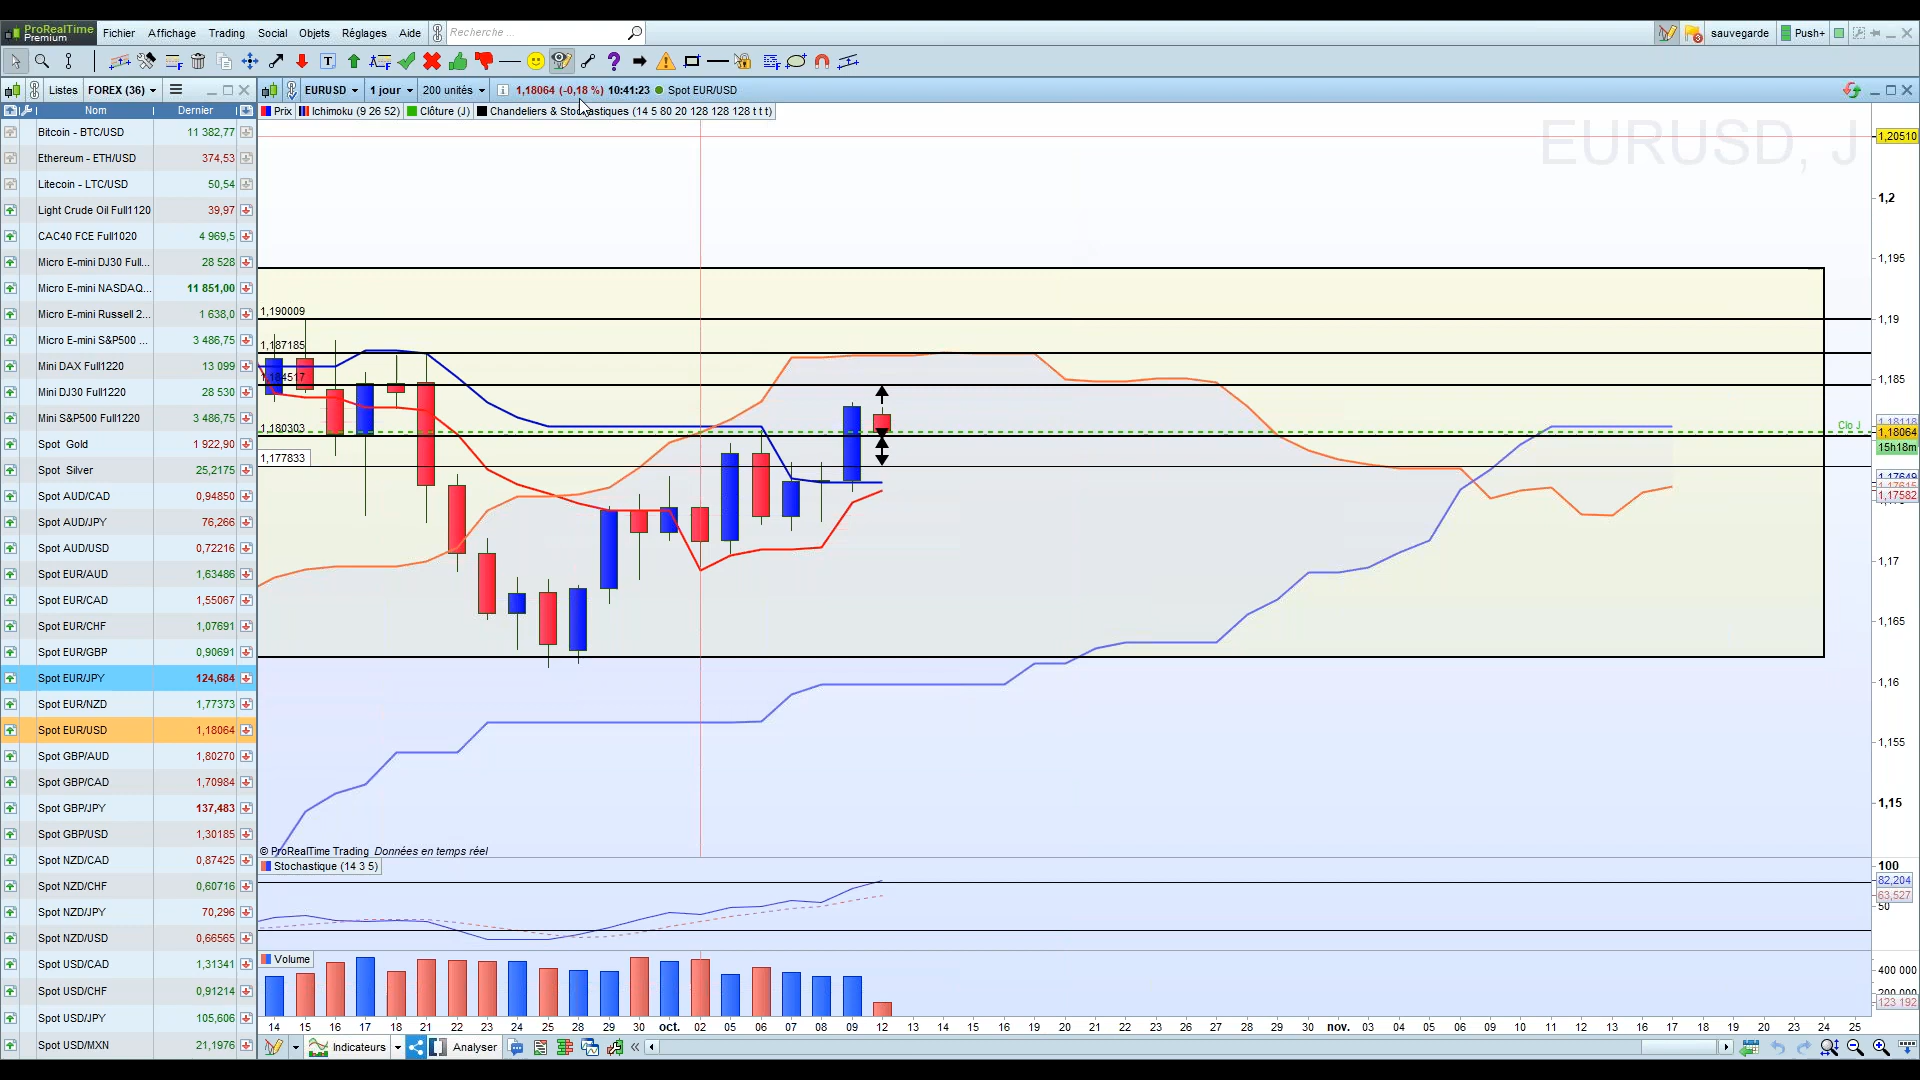 ProRealTime
Premium
Fichier Affichage Trading Social Objets Réglages Aide Recherche ... sauvegarde Push+
Listes FOREX (36) EURUSD 1 jour 200 unités 1,18064 (-0,18 %) 10:41:23 Spot EUR/USD
Nom Dernier
Prix Ichimoku (9 26 52) Clôture (J) Chandeliers & Stochastiques (14 5 80 20 128 128 128 t t t)
EURUSD, J
Bitcoin - BTC/USD 11 382,77
Ethereum - ETH/USD 374,53
Litecoin - LTC/USD 50,54
Light Crude Oil Full1120 39,97
CAC40 FCE Full1020 4 969,5
Micro E-mini DJ30 Full... 28 528
Micro E-mini NASDAQ... 11 851,00
Micro E-mini Russell 2... 1 638,0
Micro E-mini S&P500 ... 3 486,75
Mini DAX Full1220 13 099
Mini DJ30 Full1220 28 530
Mini S&P500 Full1220 3 486,75
Spot Gold 1 922,90
Spot Silver 25,2175
Spot AUD/CAD 0,94850
Spot AUD/JPY 76,266
Spot AUD/USD 0,72216
Spot EUR/AUD 1,63486
Spot EUR/CAD 1,55067
Spot EUR/CHF 1,07691
Spot EUR/GBP 0,90691
Spot EUR/JPY 124,684
Spot EUR/NZD 1,77373
Spot EUR/USD 1,18064
Spot GBP/AUD 1,80270
Spot GBP/CAD 1,70984
Spot GBP/JPY 137,483
Spot GBP/USD 1,30185
Spot NZD/CAD 0,87425
Spot NZD/CHF 0,60716
Spot NZD/JPY 70,296
Spot NZD/USD 0,66565
Spot USD/CAD 1,31341
Spot USD/CHF 0,91214
Spot USD/JPY 105,606
Spot USD/MXN 21,1976
1,190009
1,187185
1,184517
1,180303
1,177833
Clo J
1,20510
1,2
1,195
1,19
1,185
1,18118
1,18064
15h18m
1,17649
1,17615
1,17582
1,17
1,165
1,16
1,155
1,15
© ProRealTime Trading Données en temps réel
Stochastique (14 3 5)
100
82,204
63,527
50
Volume
400 000
200 000
123 192
14 15 16 17 18 21 22 23 24 25 28 29 30 oct. 02 05 06 07 08 09 12 13 14 15 16 19 20 21 22 23 26 27 28 29 30 nov. 03 04 05 06 09 10 11 12 13 16 17 18 19 20 23 24 25
Indicateurs Analyser